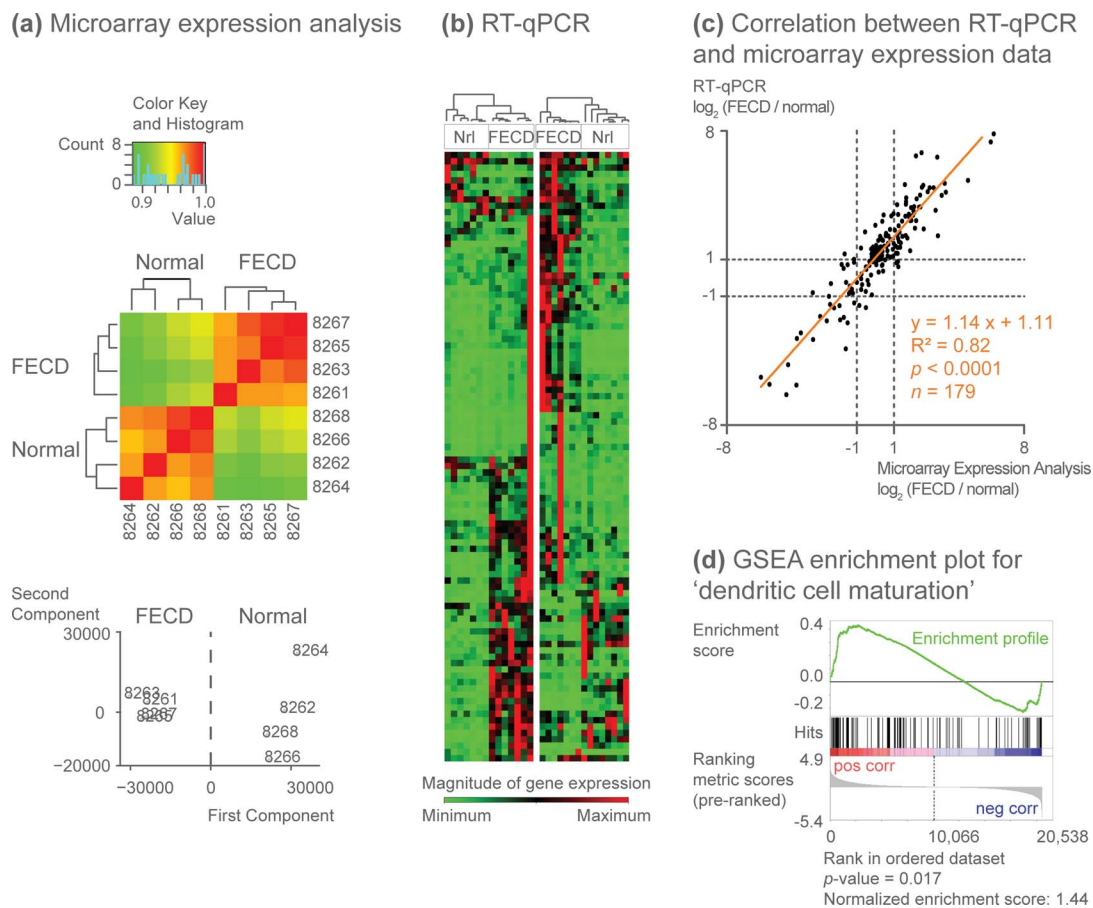 (a) Microarray expression analysis
Color Key
and Histogram
Count
8
4
0
0.9
1.0
Value
Normal
FECD
FECD
Normal
8267
8265
8263
8261
8268
8266
8262
8264
8264
8262
8266
8268
8261
8263
8265
8267
Second
Component
FECD
Normal
30000
0
−20000
8264
8263
8261
8267
8265
8262
8268
8266
−30000
0
30000
First Component
(b) RT-qPCR
Nrl
FECD
FECD
Nrl
Magnitude of gene expression
Minimum
Maximum
(c) Correlation between RT-qPCR
and microarray expression data
RT-qPCR
log2 (FECD / normal)
8
1
-1
-8
y = 1.14 x + 1.11
R² = 0.82
p < 0.0001
n = 179
-8
-1
1
8
Microarray Expression Analysis
log2 (FECD / normal)
(d) GSEA enrichment plot for
‘dendritic cell maturation’
Enrichment
score
0.4
0.0
-0.2
Enrichment profile
Hits
Ranking
metric scores
(pre-ranked)
4.9
-5.4
pos corr
neg corr
0
10,066
20,538
Rank in ordered dataset
p-value = 0.017
Normalized enrichment score: 1.44